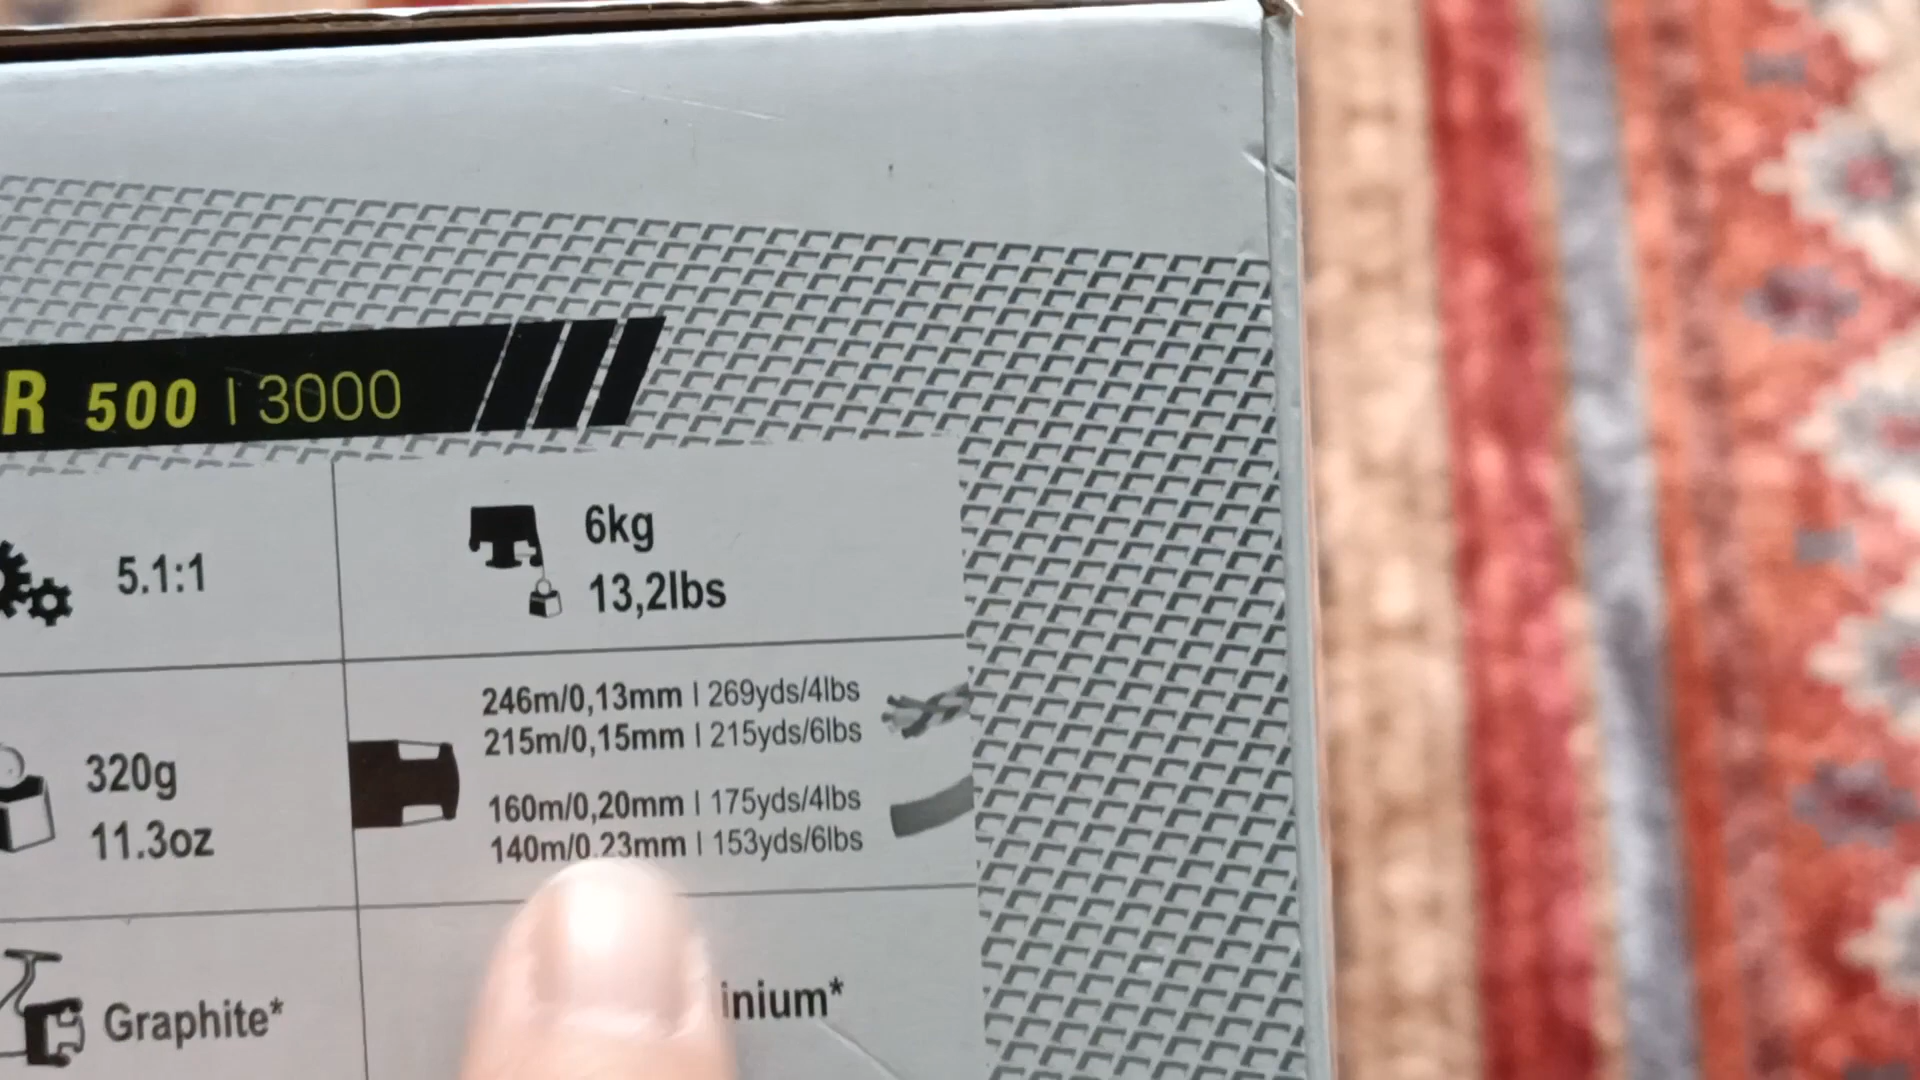 R 500 | 3000
5.1:1
6kg
13,2lbs
320g
11.3oz
246m/0,13mm | 269yds/4lbs
215m/0,15mm | 215yds/6lbs
160m/0,20mm | 175yds/4lbs
140m/0,23mm | 153yds/6lbs
Graphite*
inium*